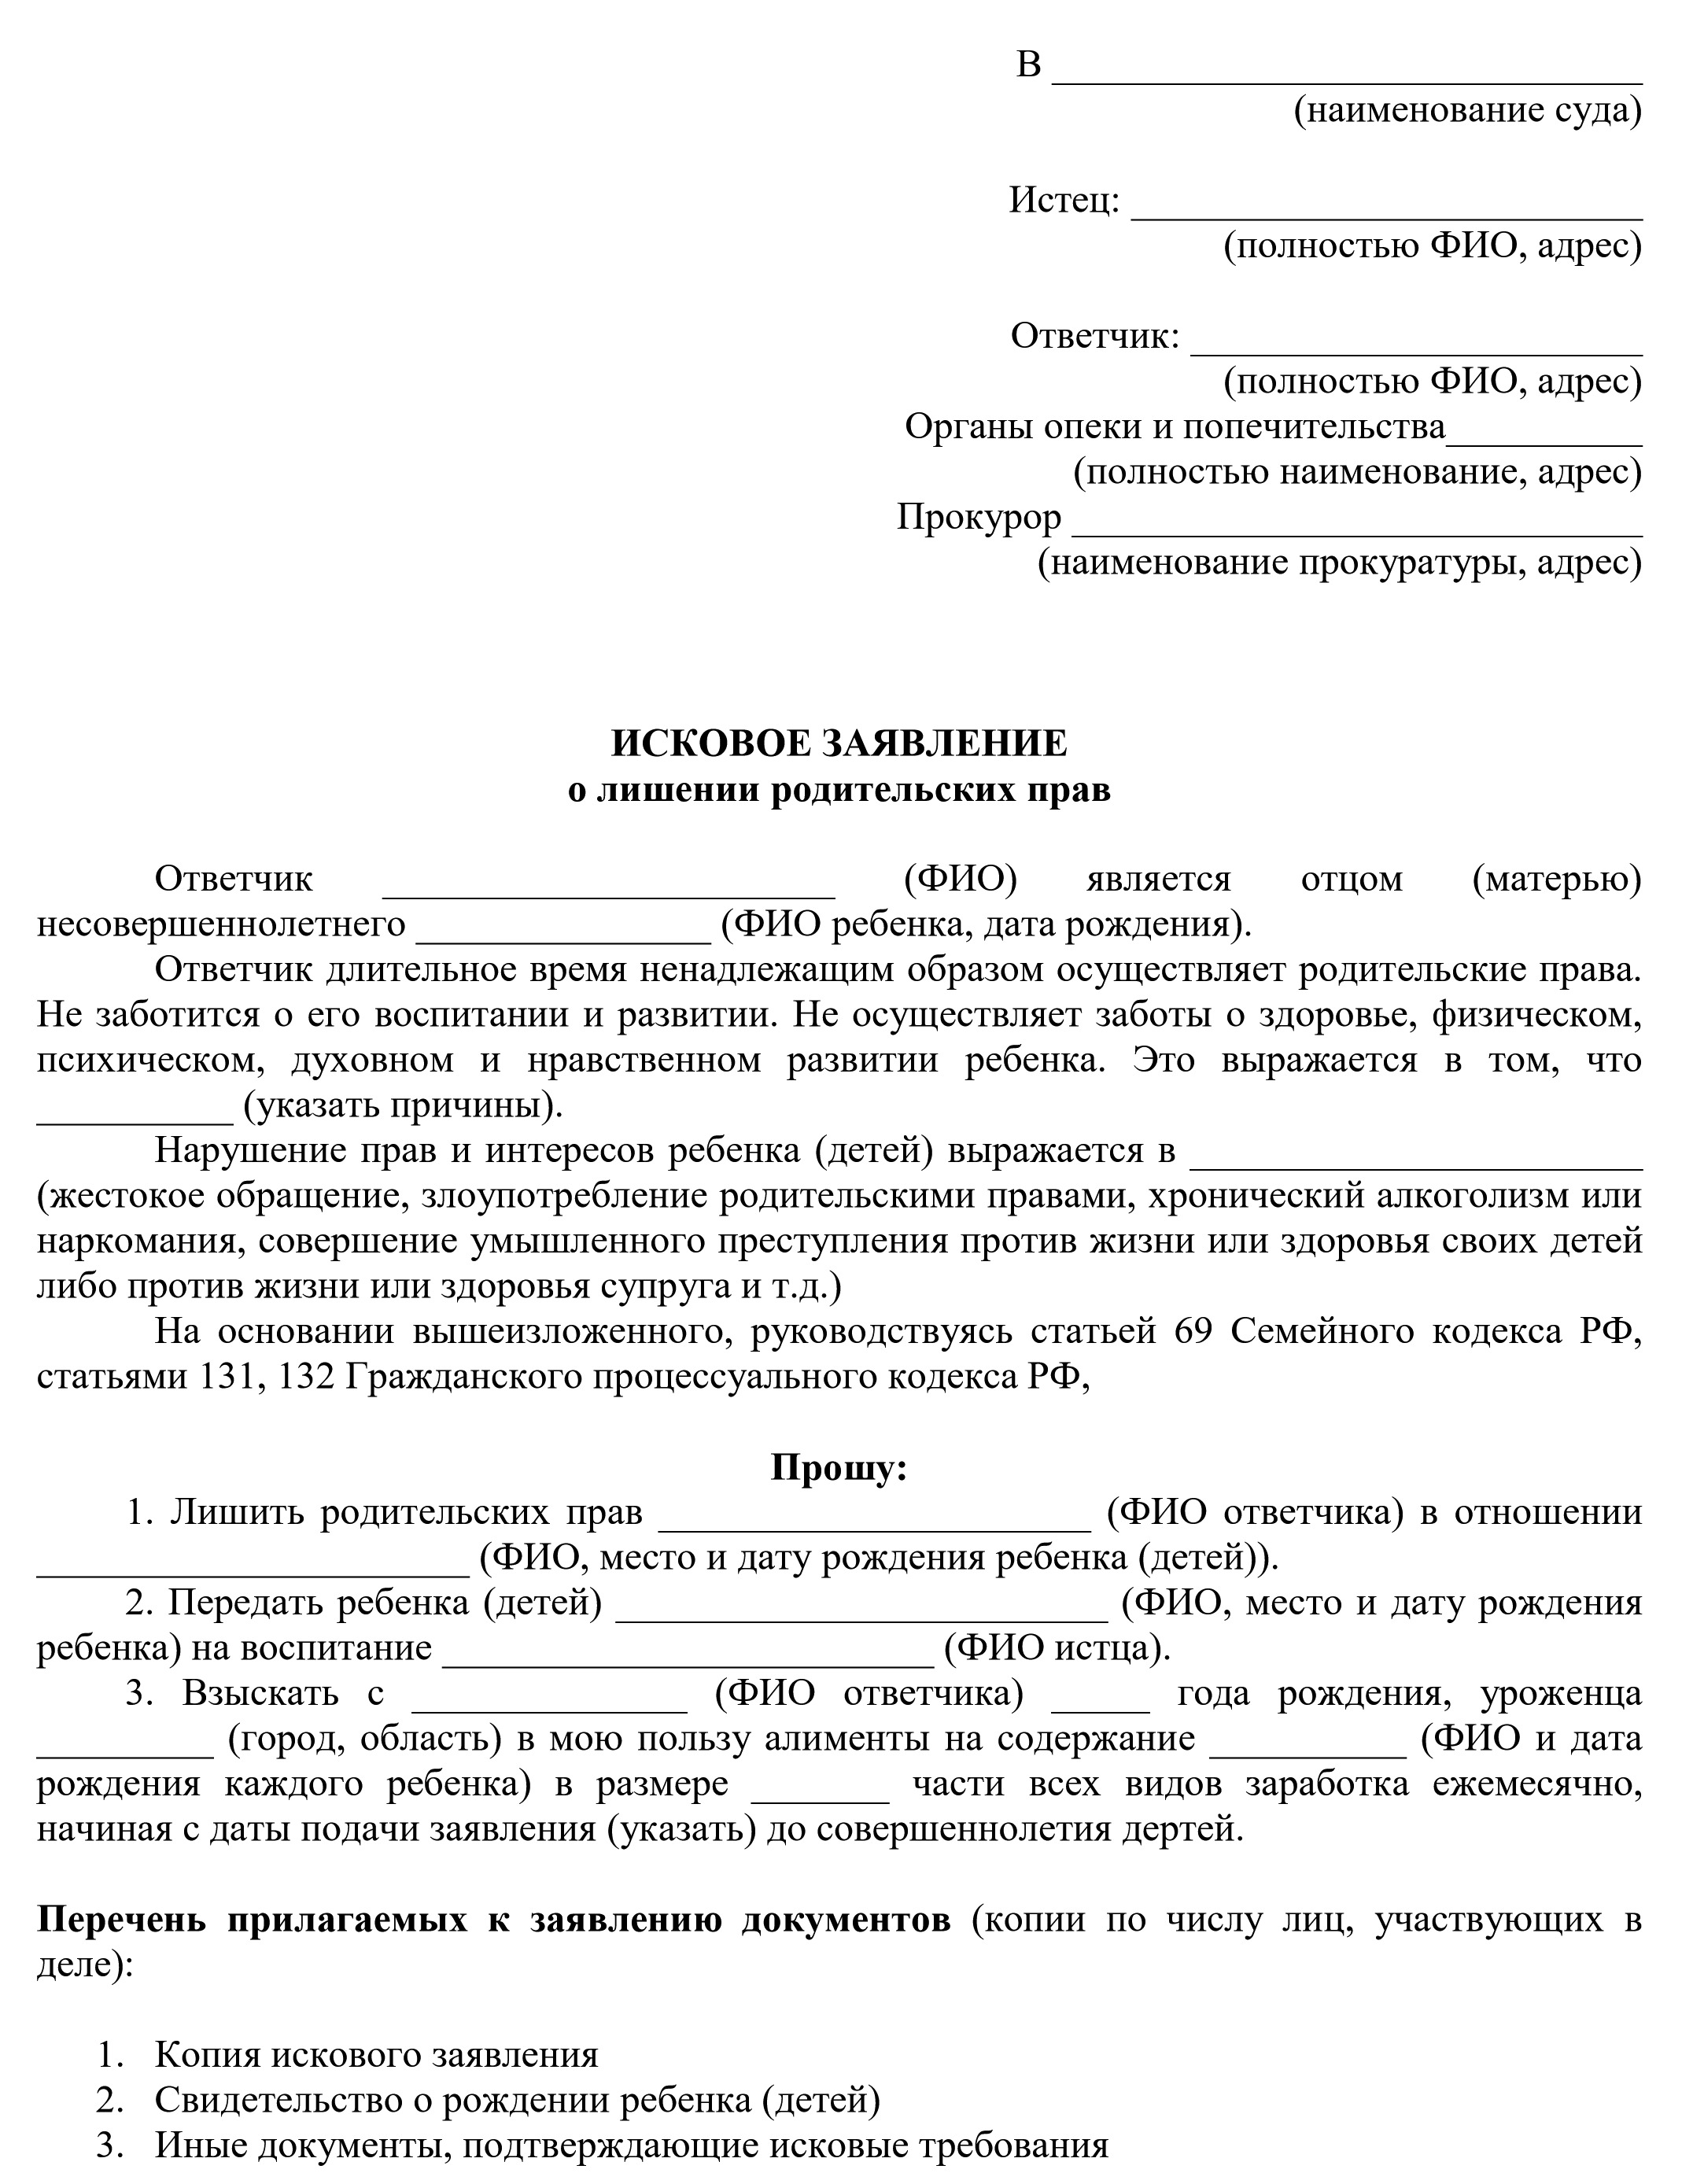 В ______________________________
(наименование суда)
Истец: __________________________
(полностью ФИО, адрес)
Ответчик: _______________________
(полностью ФИО, адрес)
Органы опеки и попечительства__________
(полностью наименование, адрес)
Прокурор _____________________________
(наименование прокуратуры, адрес)
ИСКОВОЕ ЗАЯВЛЕНИЕ
о лишении родительских прав
Ответчик _______________________ (ФИО) является отцом (матерью)
несовершеннолетнего _______________ (ФИО ребенка, дата рождения).
Ответчик длительное время ненадлежащим образом осуществляет родительские права.
Не заботится о его воспитании и развитии. Не осуществляет заботы о здоровье, физическом,
психическом, духовном и нравственном развитии ребенка. Это выражается в том, что
__________ (указать причины).
Нарушение прав и интересов ребенка (детей) выражается в _______________________
(жестокое обращение, злоупотребление родительскими правами, хронический алкоголизм или
наркомания, совершение умышленного преступления против жизни или здоровья своих детей
либо против жизни или здоровья супруга и т.д.)
На основании вышеизложенного, руководствуясь статьей 69 Семейного кодекса РФ,
статьями 131, 132 Гражданского процессуального кодекса РФ,
Прошу:
1. Лишить родительских прав ______________________ (ФИО ответчика) в отношении
______________________ (ФИО, место и дату рождения ребенка (детей)).
2. Передать ребенка (детей) _________________________ (ФИО, место и дату рождения
ребенка) на воспитание _________________________ (ФИО истца).
3. Взыскать с ______________ (ФИО ответчика) _____ года рождения, уроженца
_________ (город, область) в мою пользу алименты на содержание __________ (ФИО и дата
рождения каждого ребенка) в размере _______ части всех видов заработка ежемесячно,
начиная с даты подачи заявления (указать) до совершеннолетия дертей.
Перечень прилагаемых к заявлению документов (копии по числу лиц, участвующих в
деле):
1. Копия искового заявления
2. Свидетельство о рождении ребенка (детей)
3. Иные документы, подтверждающие исковые требования